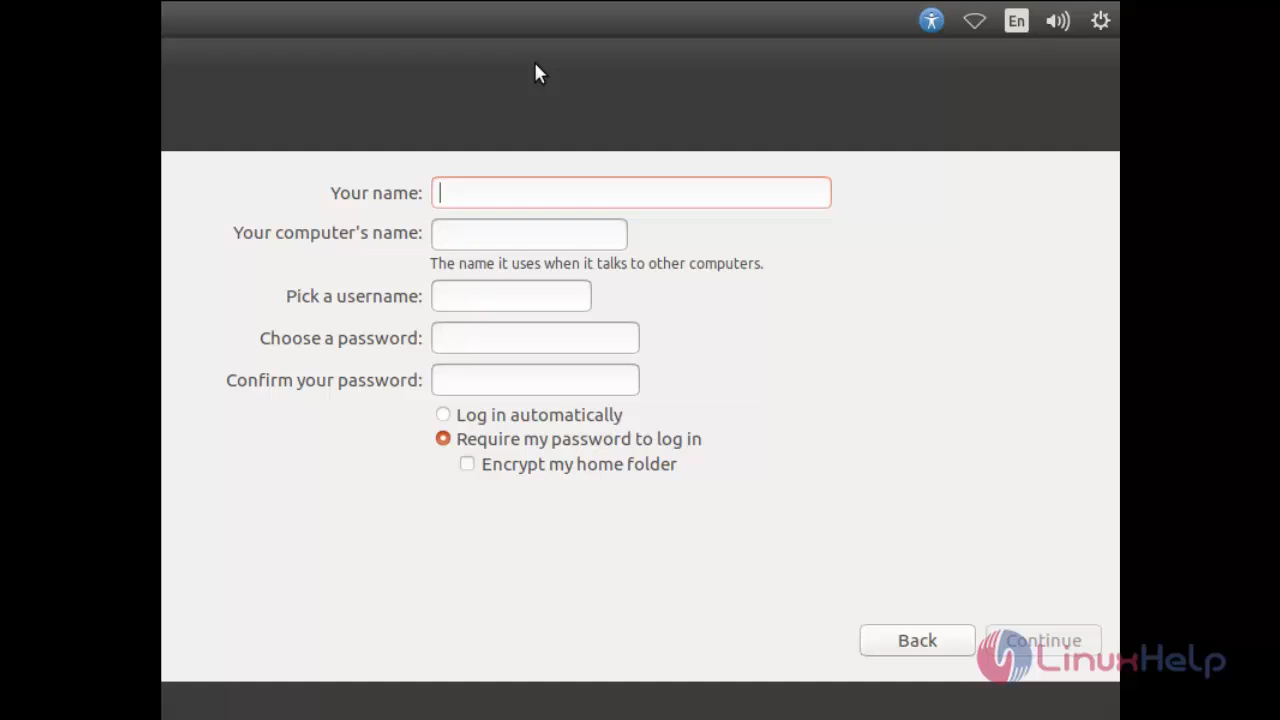 En
Your name:
Your computer's name:
The name it uses when it talks to other computers.
Pick a username:
Choose a password:
Confirm your password:
Log in automatically
Require my password to log in
Encrypt my home folder
Back
Continue
LinuxHelp